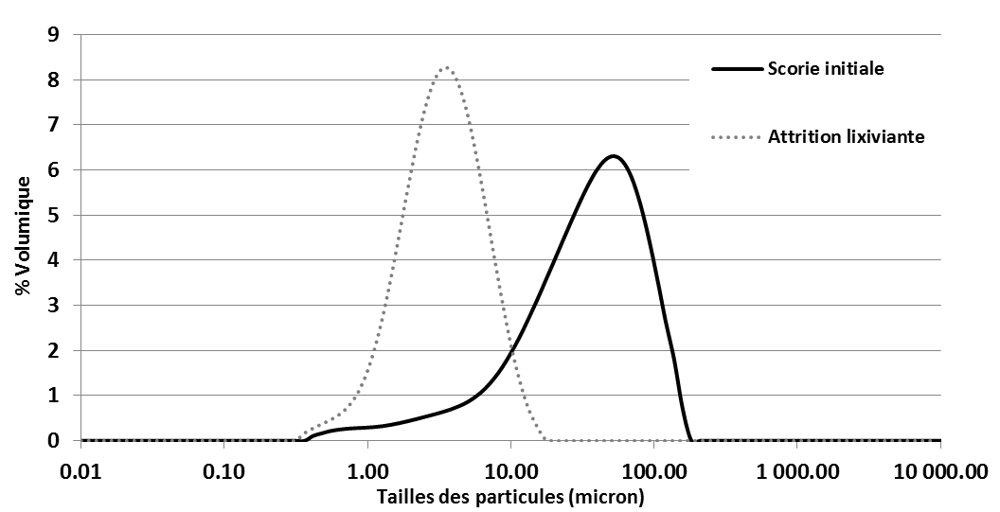 9
8
7
6
5
4
3
2
1
0
% Volumique
Scorie initiale
Attrition lixiviante
0.01 0.10 1.00 10.00 100.00 1 000.00 10 000.00
Tailles des particules (micron)